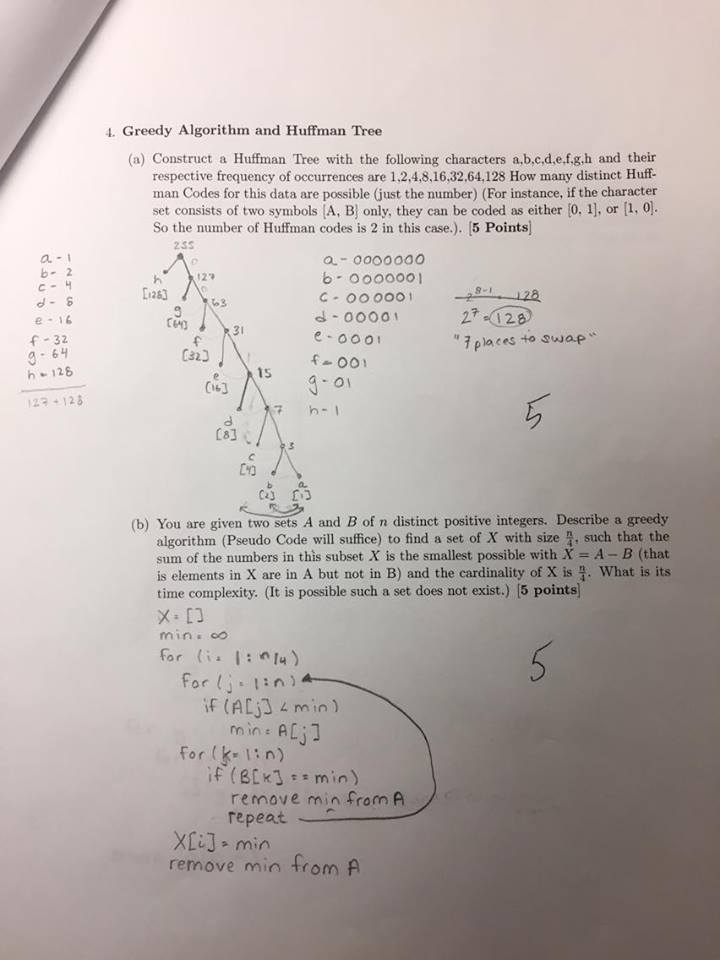 4. Greedy Algorithm and Huffman Tree
(a) Construct a Huffman Tree with the following characters a,b,c,d,e,f,g,h and their
respective frequency of occurrences are 1,2,4,8,16,32,64,128 How many distinct Huff-
man Codes for this data are possible (just the number) (For instance, if the character
set consists of two symbols [A, B] only, they can be coded as either [0, 1], or [1, 0].
So the number of Huffman codes is 2 in this case.). [5 Points]
a - 1
b - 2
c - 4
d - 8
e - 16
f - 32
g - 64
h - 128
127 + 128
255
0
h
[128]
127
g
[64]
63
f
[32]
31
e
[16]
15
d
[8]
7
c
[4]
3
b
[2]
a
[1]
a - 0000000
b - 0000001
c - 000001
d - 00001
e - 0001
f - 001
g - 01
h - 1
2^8-1 = 128
2^7 = 128
"7 places to swap"
5
(b) You are given two sets A and B of n distinct positive integers. Describe a greedy
algorithm (Pseudo Code will suffice) to find a set of X with size n/4, such that the
sum of the numbers in this subset X is the smallest possible with X = A − B (that
is elements in X are in A but not in B) and the cardinality of X is n/4. What is its
time complexity. (It is possible such a set does not exist.) [5 points]
X = []
min = ∞
for (i = 1 : n/4)
for (j = 1:n)
if (A[j] < min)
min = A[j]
for (k = 1:n)
if (B[k] == min)
remove min from A
repeat
X[i] = min
remove min from A
5